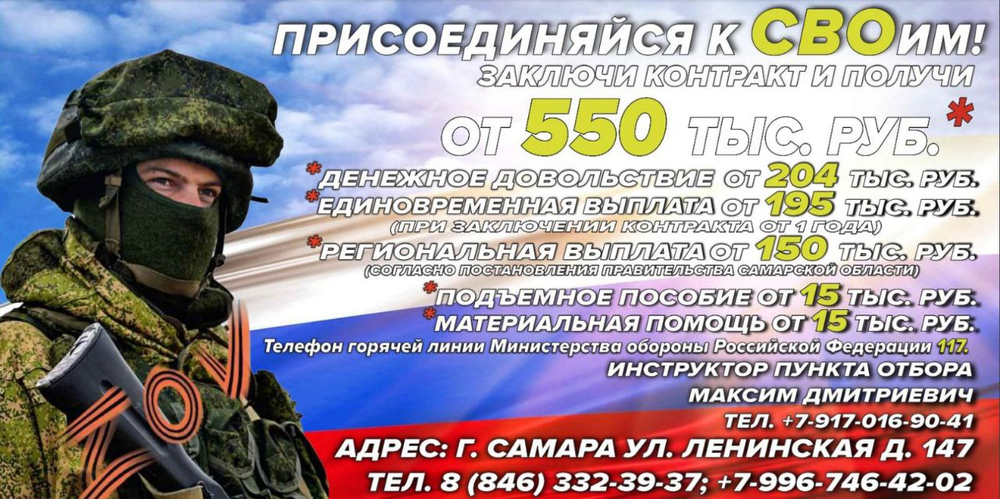 ПРИСОЕДИНЯЙСЯ К СВОИМ!
ЗАКЛЮЧИ КОНТРАКТ И ПОЛУЧИ
ОТ 550 ТЫС. РУБ.*
*ДЕНЕЖНОЕ ДОВОЛЬСТВИЕ ОТ 204 ТЫС. РУБ.
*ЕДИНОВРЕМЕННАЯ ВЫПЛАТА ОТ 195 ТЫС. РУБ.
(ПРИ ЗАКЛЮЧЕНИИ КОНТРАКТА ОТ 1 ГОДА)
*РЕГИОНАЛЬНАЯ ВЫПЛАТА ОТ 150 ТЫС. РУБ.
(СОГЛАСНО ПОСТАНОВЛЕНИЯ ПРАВИТЕЛЬСТВА САМАРСКОЙ ОБЛАСТИ)
*ПОДЪЕМНОЕ ПОСОБИЕ ОТ 15 ТЫС. РУБ.
*МАТЕРИАЛЬНАЯ ПОМОЩЬ ОТ 15 ТЫС. РУБ.
Телефон горячей линии Министерства обороны Российской Федерации 117.
ИНСТРУКТОР ПУНКТА ОТБОРА
МАКСИМ ДМИТРИЕВИЧ
ТЕЛ. +7-917-016-90-41
АДРЕС: Г. САМАРА УЛ. ЛЕНИНСКАЯ Д. 147
ТЕЛ. 8 (846) 332-39-37; +7-996-746-42-02
ZOV